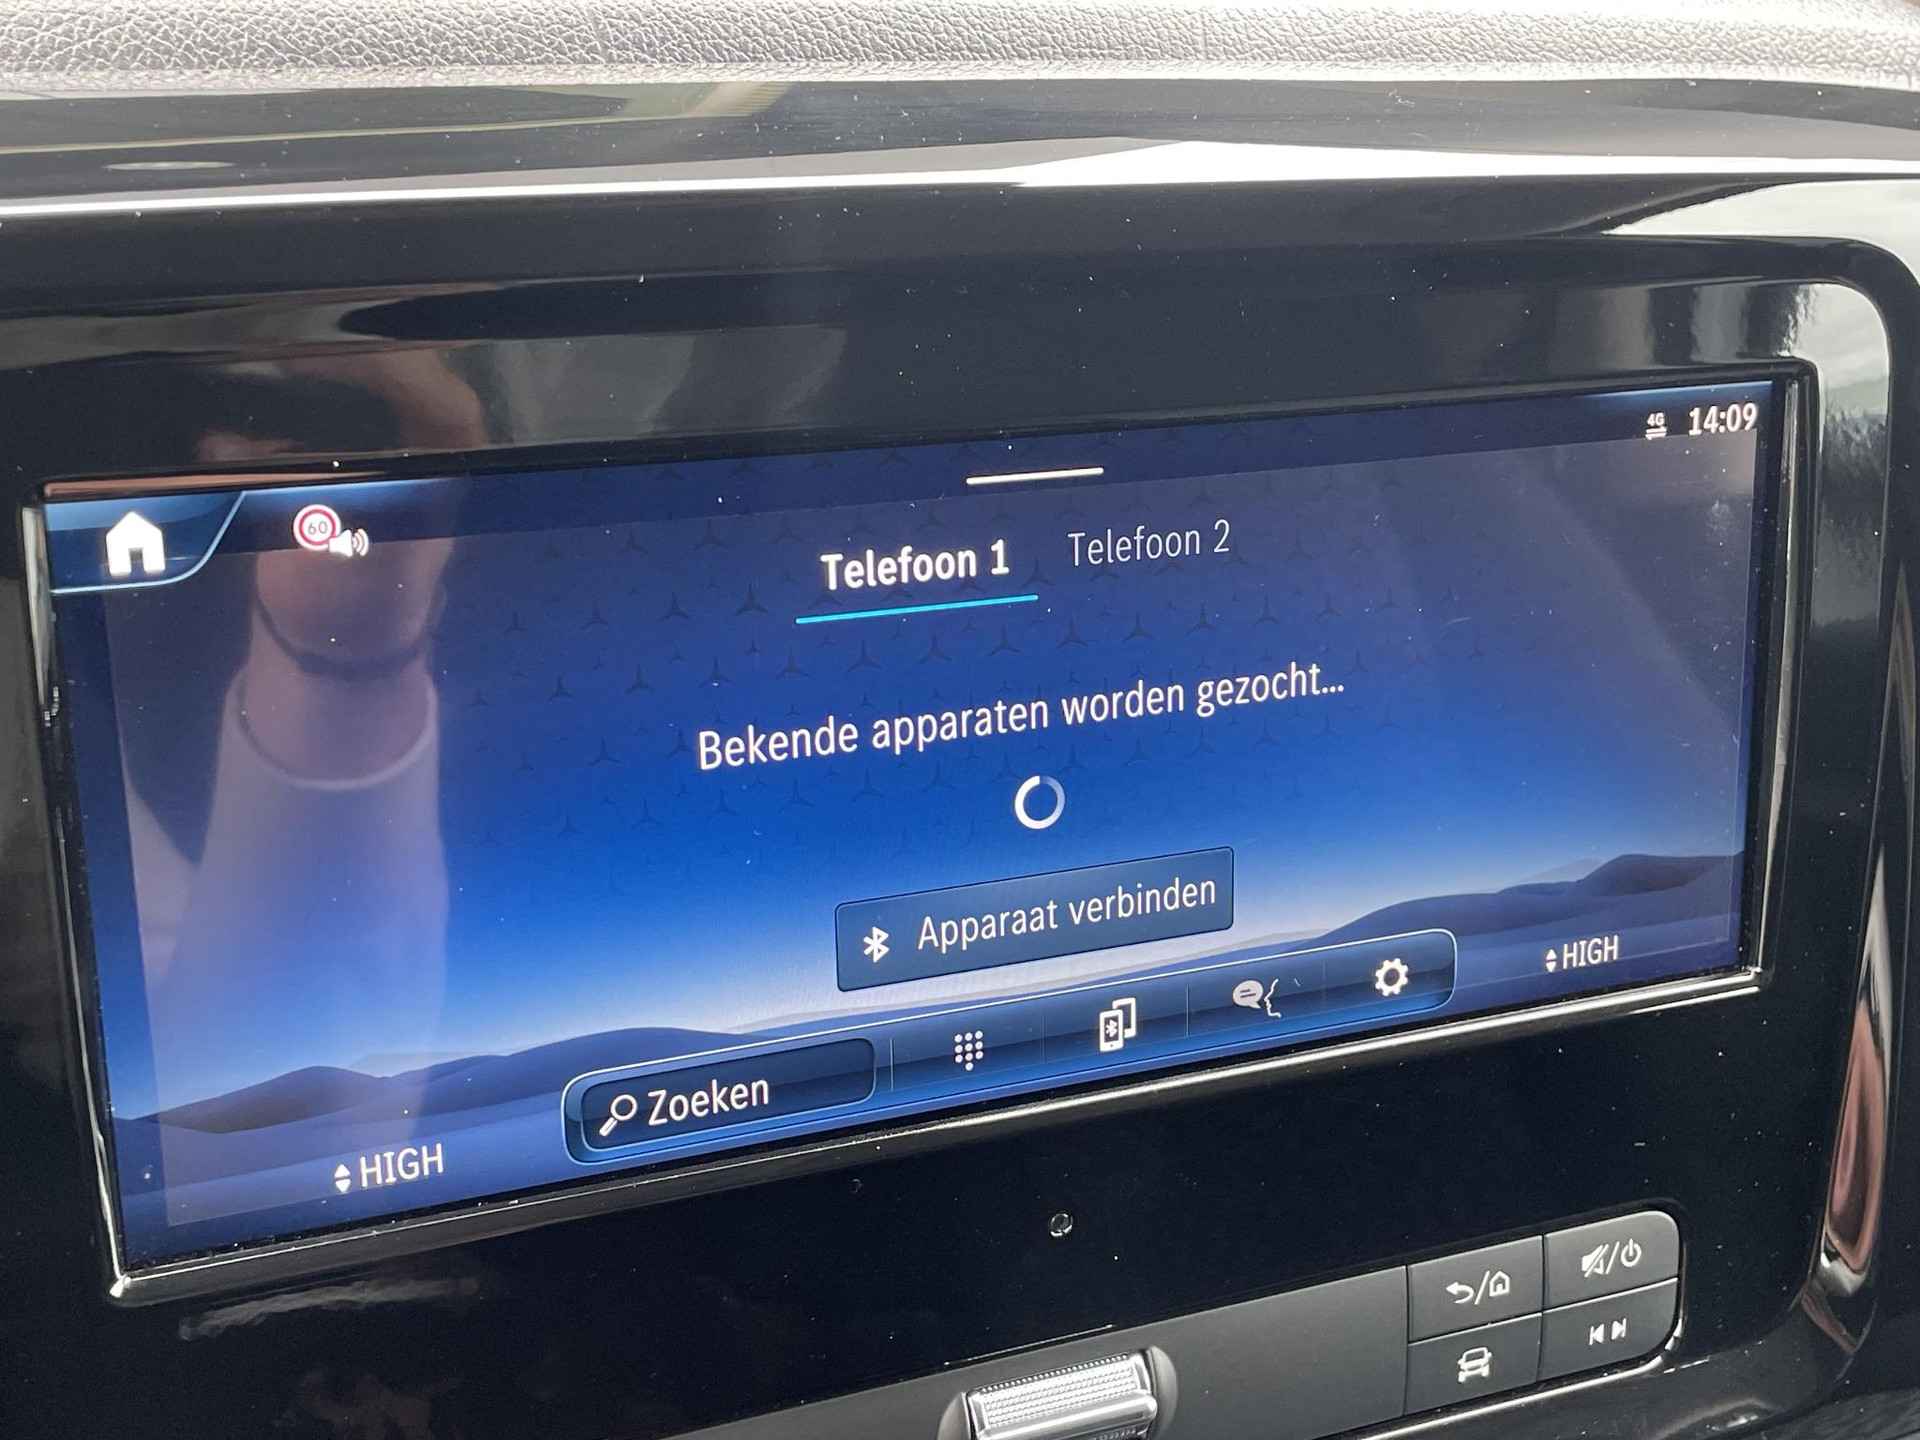 4G 14:09
60
Telefoon 1 Telefoon 2
Bekende apparaten worden gezocht...
Apparaat verbinden
Zoeken
HIGH
HIGH